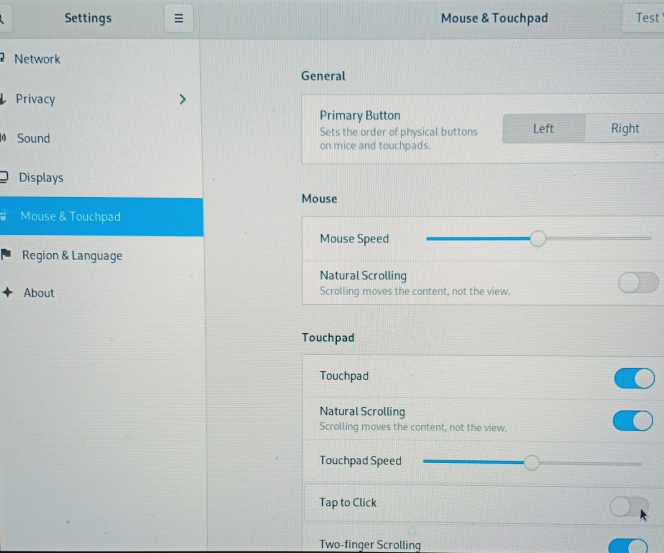 Settings
Mouse & Touchpad
Test
Network
Privacy
Sound
Displays
Mouse & Touchpad
Region & Language
About
General
Primary Button
Sets the order of physical buttons
on mice and touchpads.
Left
Right
Mouse
Mouse Speed
Natural Scrolling
Scrolling moves the content, not the view.
Touchpad
Touchpad
Natural Scrolling
Scrolling moves the content, not the view.
Touchpad Speed
Tap to Click
Two-finger Scrolling